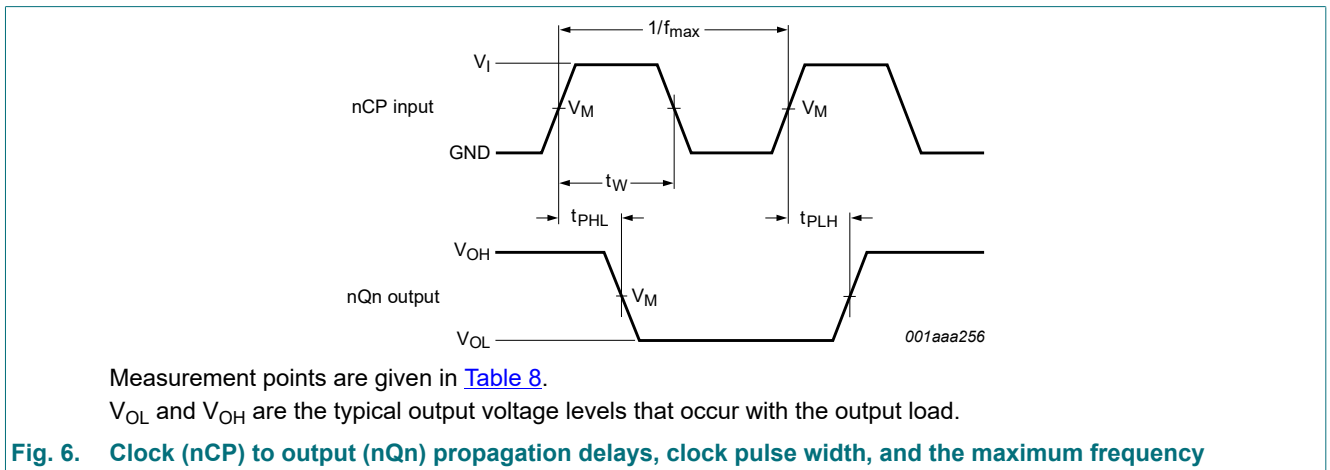 1/fmax
VI
nCP input
VM
VM
GND
tW
tPHL
tPLH
VOH
nQn output
VM
VOL
001aaa256
Measurement points are given in Table 8.
VOL and VOH are the typical output voltage levels that occur with the output load.
Fig. 6. Clock (nCP) to output (nQn) propagation delays, clock pulse width, and the maximum frequency